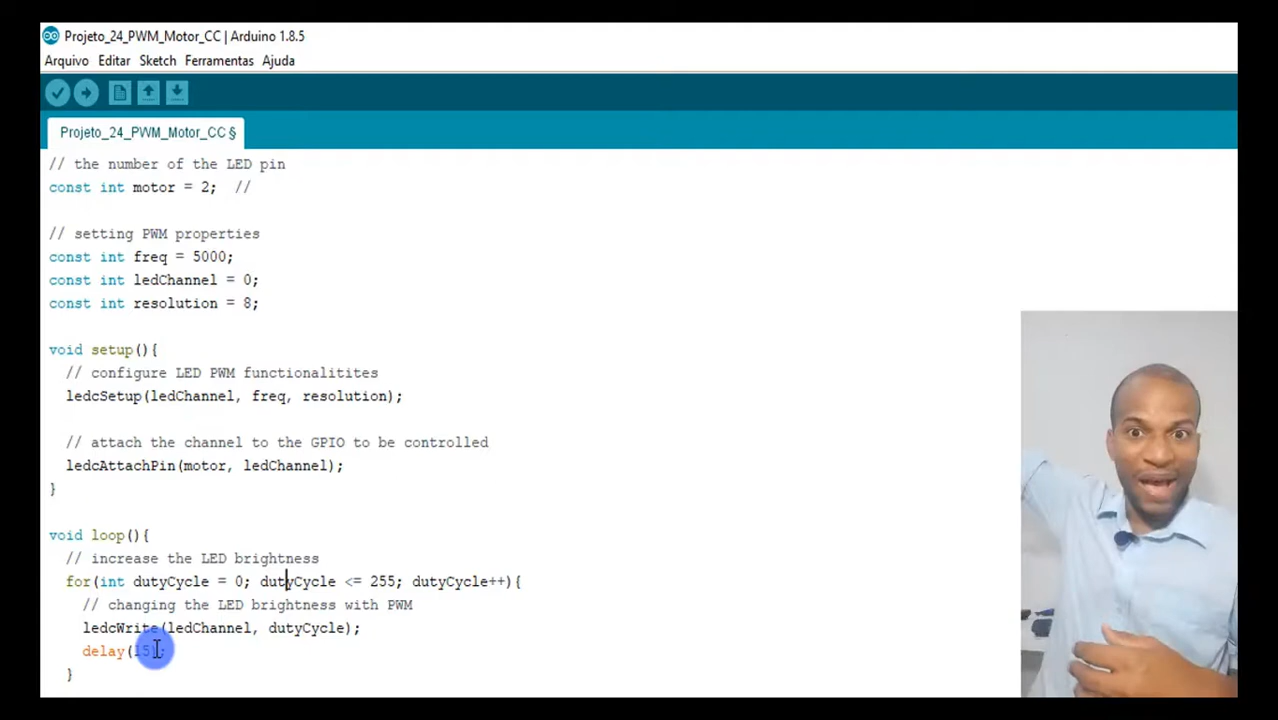 Projeto_24_PWM_Motor_CC | Arduino 1.8.5
Arquivo Editar Sketch Ferramentas Ajuda
Projeto_24_PWM_Motor_CC §
// the number of the LED pin
const int motor = 2;  //
// setting PWM properties
const int freq = 5000;
const int ledChannel = 0;
const int resolution = 8;
void setup(){
// configure LED PWM functionalitites
ledcSetup(ledChannel, freq, resolution);
// attach the channel to the GPIO to be controlled
ledcAttachPin(motor, ledChannel);
}
void loop(){
// increase the LED brightness
for(int dutyCycle = 0; dutyCycle <= 255; dutyCycle++){
// changing the LED brightness with PWM
ledcWrite(ledChannel, dutyCycle);
delay(15);
}